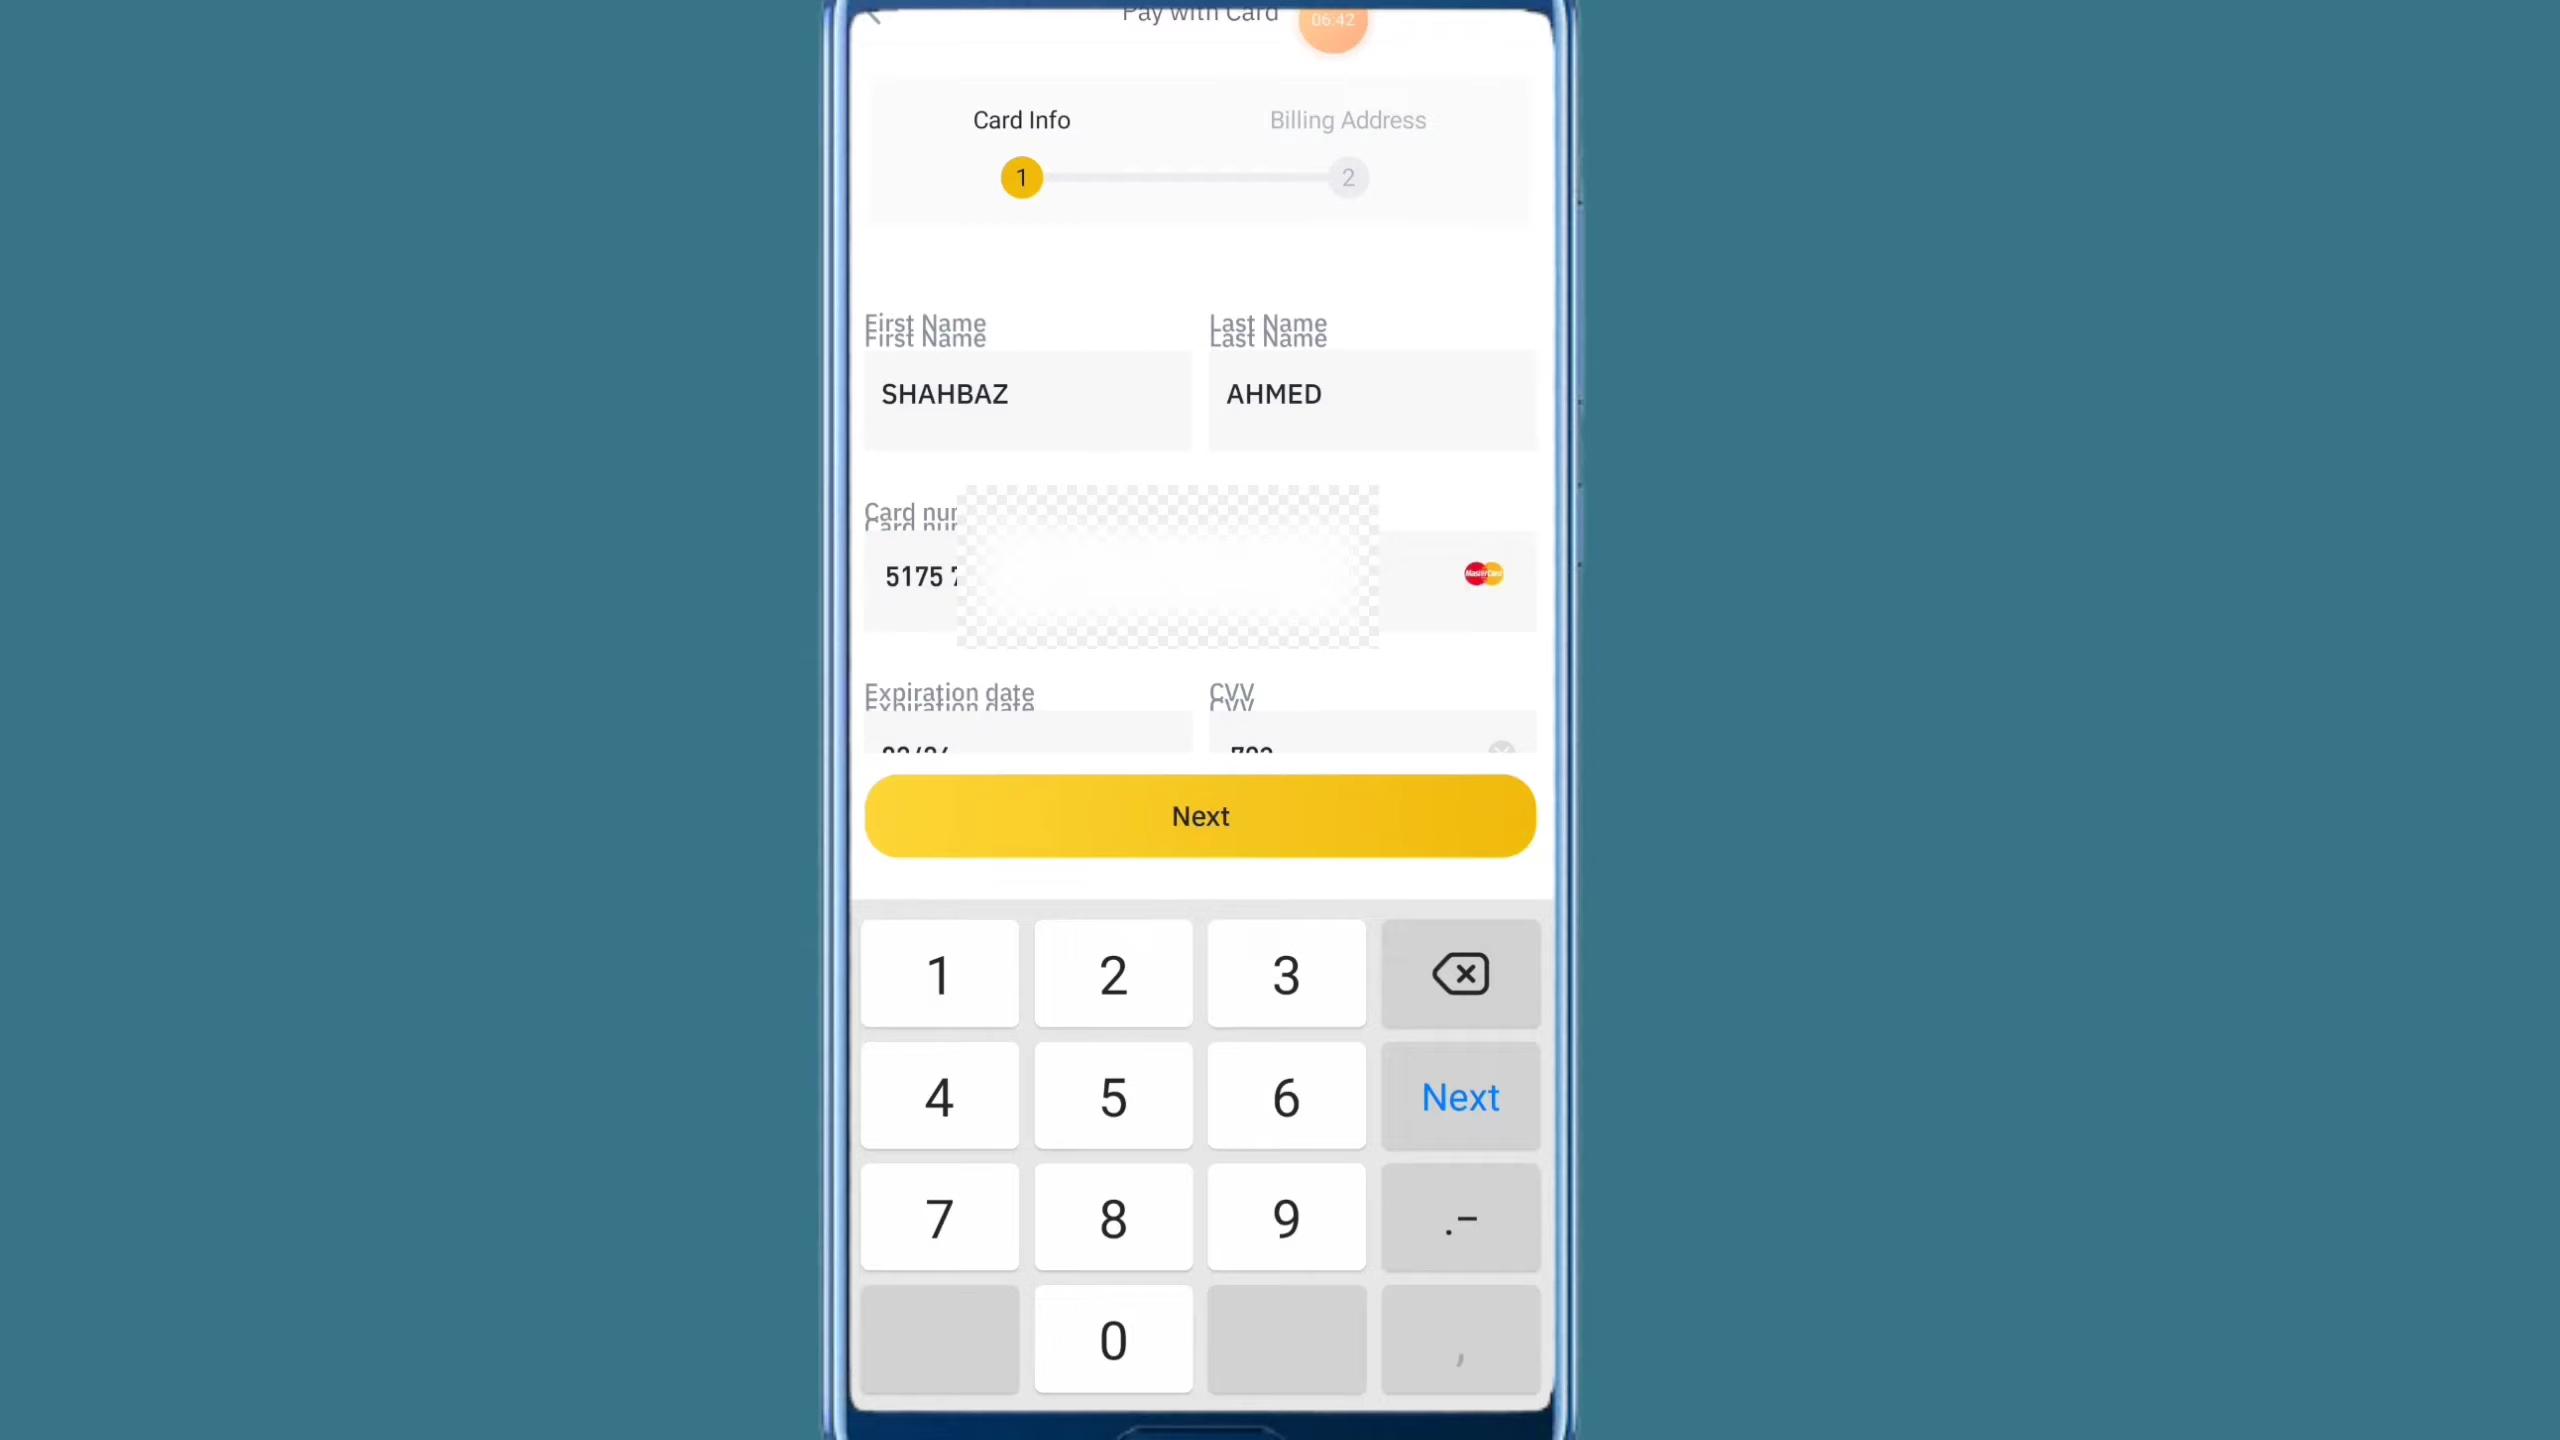 Pay with Card
06:42
Card Info
Billing Address
1
2
First Name
First Name
Last Name
Last Name
SHAHBAZ
AHMED
Card
Card
5175
MasterCard
Expiration date
Expiration date
CVV
CVV
Next
1
2
3
4
5
6
Next
7
8
9
.-
0
,